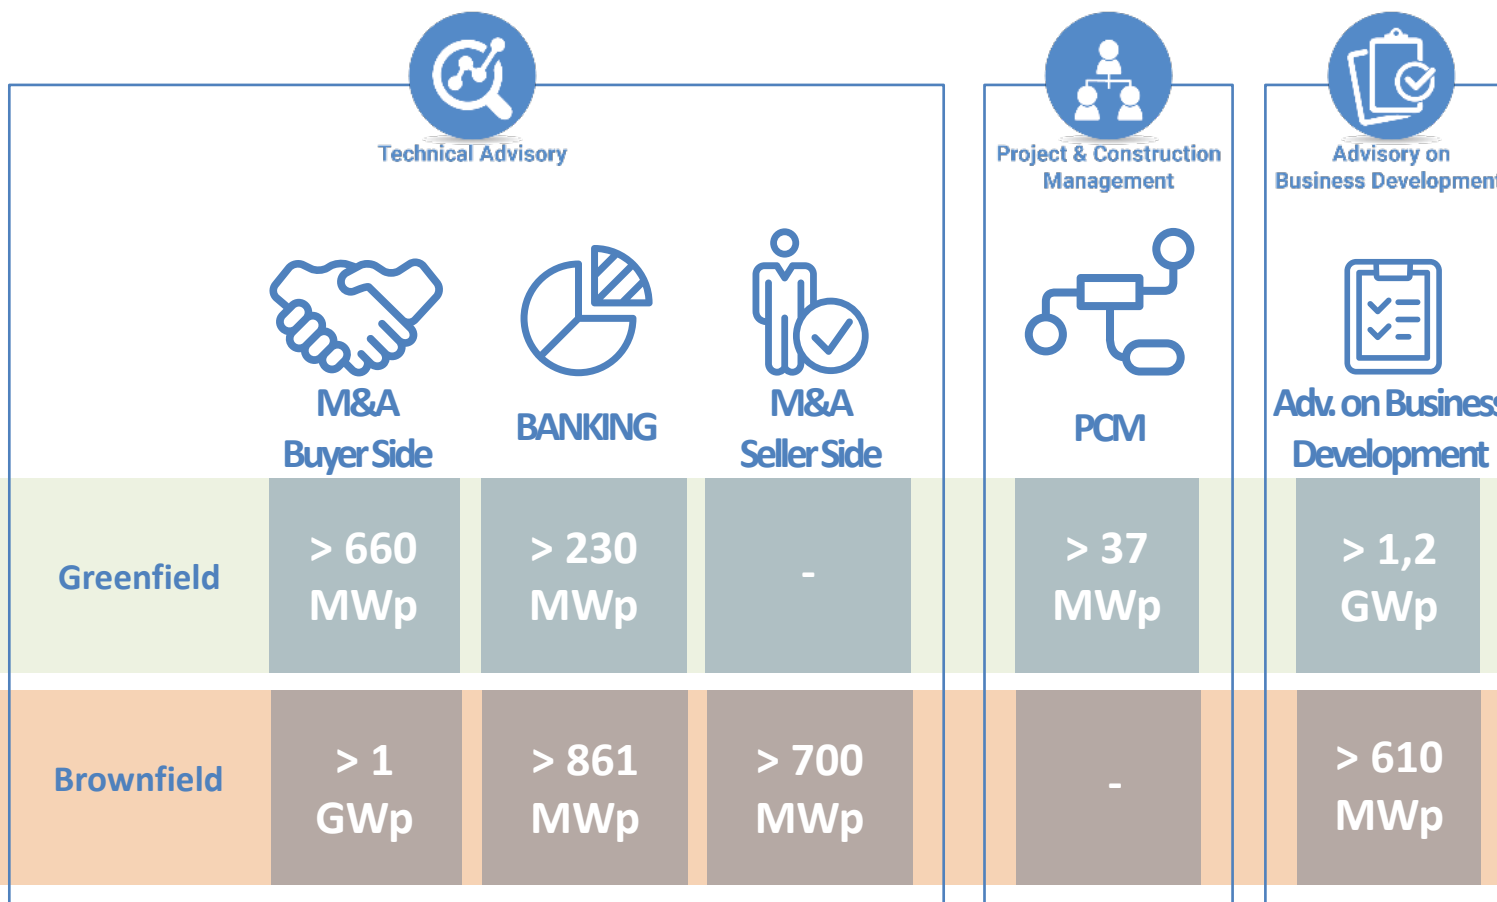 Technical Advisory
Project & Construction
Management
Advisory on
Business Development
M&A
Buyer Side
BANKING
M&A
Seller Side
PCM
Adv. on Business
Development
Greenfield
> 660
MWp
> 230
MWp
-
> 37
MWp
> 1,2
GWp
Brownfield
> 1
GWp
> 861
MWp
> 700
MWp
-
> 610
MWp